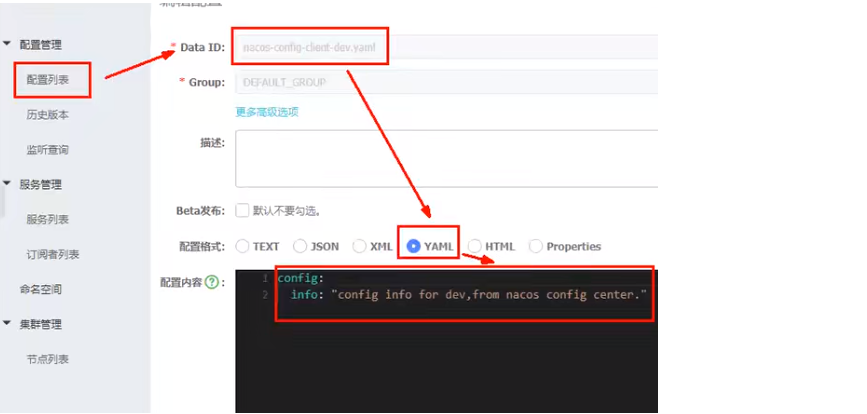 配置管理
配置列表
历史版本
监听查询
服务管理
服务列表
订阅者列表
命名空间
集群管理
节点列表
* Data ID: nacos-config-client-dev.yaml
* Group: DEFAULT_GROUP
更多高级选项
描述:
Beta发布: 默认不要勾选。
配置格式: TEXT JSON XML YAML HTML Properties
配置内容 ? :
1 config:
2 info: "config info for dev,from nacos config center."